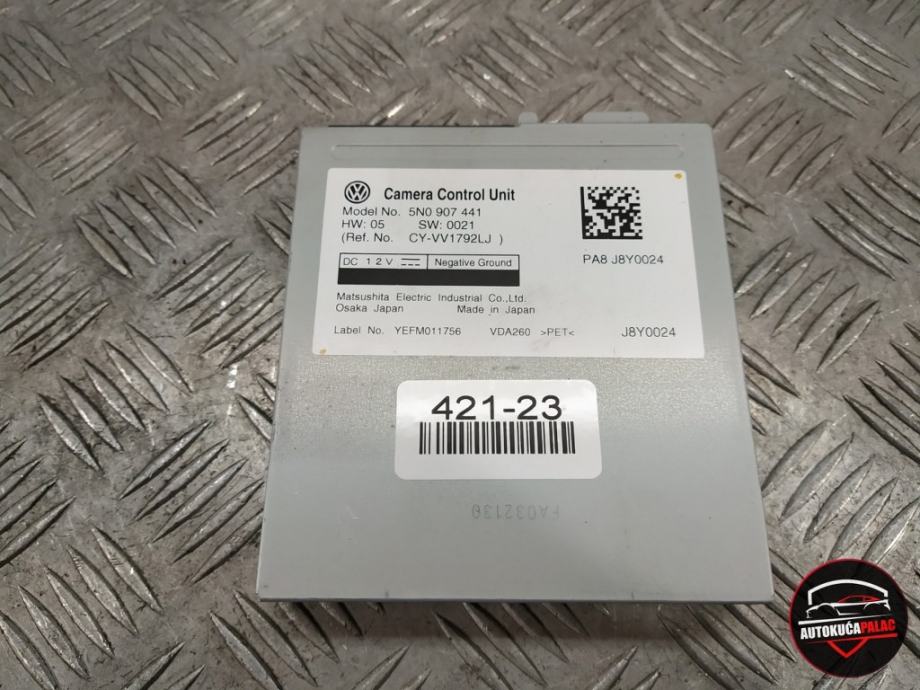 Camera Control Unit
Model No. 5N0 907 441
HW: 05 SW: 0021
(Ref. No. CY-VV1792LJ )
DC 12V Negative Ground
Matsushita Electric Industrial Co.,Ltd.
Osaka Japan Made in Japan
Label No. YEFM011756 VDA260 >PET<
PA8 J8Y0024
J8Y0024
421-23
FA032130
AUTOKUĆAPALAC